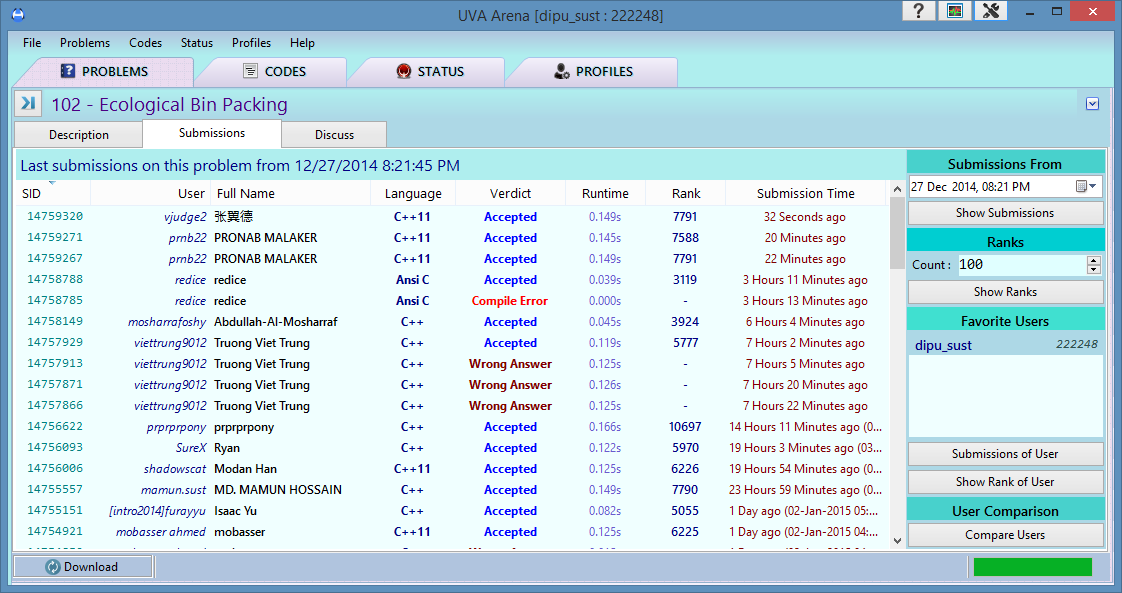 UVA Arena [dipu_sust : 222248]
File Problems Codes Status Profiles Help
PROBLEMS CODES STATUS PROFILES
102 - Ecological Bin Packing
Description Submissions Discuss
Last submissions on this problem from 12/27/2014 8:21:45 PM
SID User Full Name Language Verdict Runtime Rank Submission Time
14759320 vjudge2 张翼德 C++11 Accepted 0.149s 7791 32 Seconds ago
14759271 prnb22 PRONAB MALAKER C++11 Accepted 0.145s 7588 20 Minutes ago
14759267 prnb22 PRONAB MALAKER C++11 Accepted 0.145s 7588 22 Minutes ago
14758788 redice redice Ansi C Accepted 0.039s 3119 3 Hours 11 Minutes ago
14758785 redice redice Ansi C Compile Error 0.000s - 3 Hours 13 Minutes ago
14758149 mosharrafoshy Abdullah-Al-Mosharraf C++ Accepted 0.045s 3924 6 Hours 4 Minutes ago
14757929 viettrung9012 Truong Viet Trung C++ Accepted 0.119s 5777 7 Hours 2 Minutes ago
14757913 viettrung9012 Truong Viet Trung C++ Wrong Answer 0.125s - 7 Hours 5 Minutes ago
14757871 viettrung9012 Truong Viet Trung C++ Wrong Answer 0.126s - 7 Hours 20 Minutes ago
14757866 viettrung9012 Truong Viet Trung C++ Wrong Answer 0.125s - 7 Hours 22 Minutes ago
14756622 prprprpony prprprpony C++ Accepted 0.166s 10697 14 Hours 11 Minutes ago (0...
14756093 SureX Ryan C++ Accepted 0.122s 5970 19 Hours 3 Minutes ago (03...
14756006 shadowscat Modan Han C++11 Accepted 0.125s 6226 19 Hours 54 Minutes ago (0...
14755557 mamun.sust MD. MAMUN HOSSAIN C++ Accepted 0.149s 7790 23 Hours 59 Minutes ago (0...
14755151 [intro2014]furayyu Isaac Yu C++ Accepted 0.082s 5055 1 Day ago (02-Jan-2015 05:...
14754921 mobasser ahmed mobasser C++11 Accepted 0.125s 6225 1 Day ago (02-Jan-2015 04:...
Submissions From
27 Dec 2014, 08:21 PM
Show Submissions
Ranks
Count : 100
Show Ranks
Favorite Users
dipu_sust 222248
Submissions of User
Show Rank of User
User Comparison
Compare Users
Download